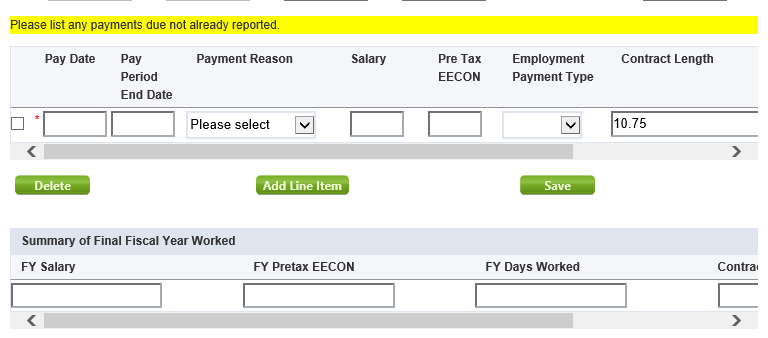 Please list any payments due not already reported.
Pay Date Pay Period End Date Payment Reason Salary Pre Tax EECON Employment Payment Type Contract Length
* Please select 10.75
Delete Add Line Item Save
Summary of Final Fiscal Year Worked
FY Salary FY Pretax EECON FY Days Worked Contrac